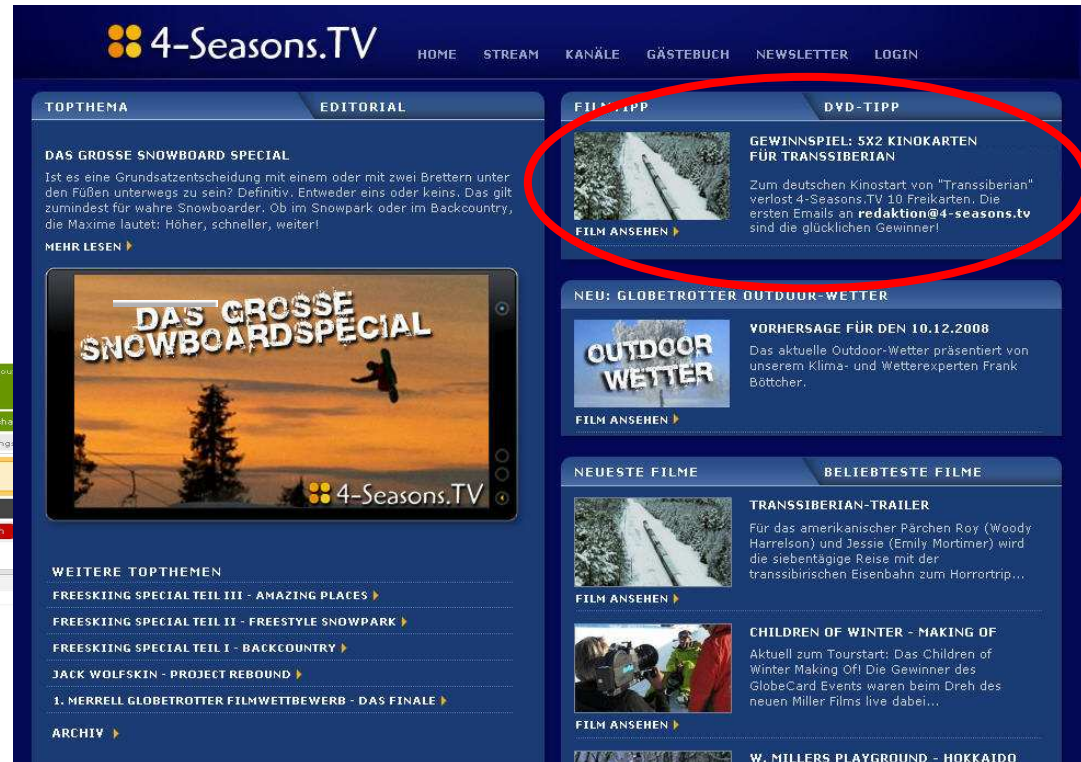 4-Seasons.TV
HOME STREAM KANÄLE GÄSTEBUCH NEWSLETTER LOGIN
TOPTHEMA EDITORIAL
DAS GROSSE SNOWBOARD SPECIAL
Ist es eine Grundsatzentscheidung mit einem oder mit zwei Brettern unter
den Füßen unterwegs zu sein? Definitiv. Entweder eins oder keins. Das gilt
zumindest für wahre Snowboarder. Ob im Snowpark oder im Backcountry,
die Maxime lautet: Höher, schneller, weiter!
MEHR LESEN
DAS GROSSE
SNOWBOARDSPECIAL
4-Seasons.TV
WEITERE TOPTHEMEN
FREESKIING SPECIAL TEIL III - AMAZING PLACES
FREESKIING SPECIAL TEIL II - FREESTYLE SNOWPARK
FREESKIING SPECIAL TEIL I - BACKCOUNTRY
JACK WOLFSKIN - PROJECT REBOUND
1. MERRELL GLOBETROTTER FILMWETTBEWERB - DAS FINALE
ARCHIV
FILMTIPP DVD-TIPP
GEWINNSPIEL: 5X2 KINOKARTEN
FÜR TRANSSIBERIAN
Zum deutschen Kinostart von "Transsiberian"
verlost 4-Seasons.TV 10 Freikarten. Die
ersten Emails an redaktion@4-seasons.tv
sind die glücklichen Gewinner!
FILM ANSEHEN
NEU: GLOBETROTTER OUTDOOR-WETTER
OUTDOOR
WETTER
VORHERSAGE FÜR DEN 10.12.2008
Das aktuelle Outdoor-Wetter präsentiert von
unserem Klima- und Wetterexperten Frank
Böttcher.
FILM ANSEHEN
NEUESTE FILME BELIEBTESTE FILME
TRANSSIBERIAN-TRAILER
Für das amerikanischer Pärchen Roy (Woody
Harrelson) und Jessie (Emily Mortimer) wird
die siebentägige Reise mit der
transsibirischen Eisenbahn zum Horrortrip...
FILM ANSEHEN
CHILDREN OF WINTER - MAKING OF
Aktuell zum Tourstart: Das Children of
Winter Making Of! Die Gewinner des
GlobeCard Events waren beim Dreh des
neuen Miller Films live dabei...
FILM ANSEHEN
W. MILLERS PLAYGROUND - HOKKAIDO